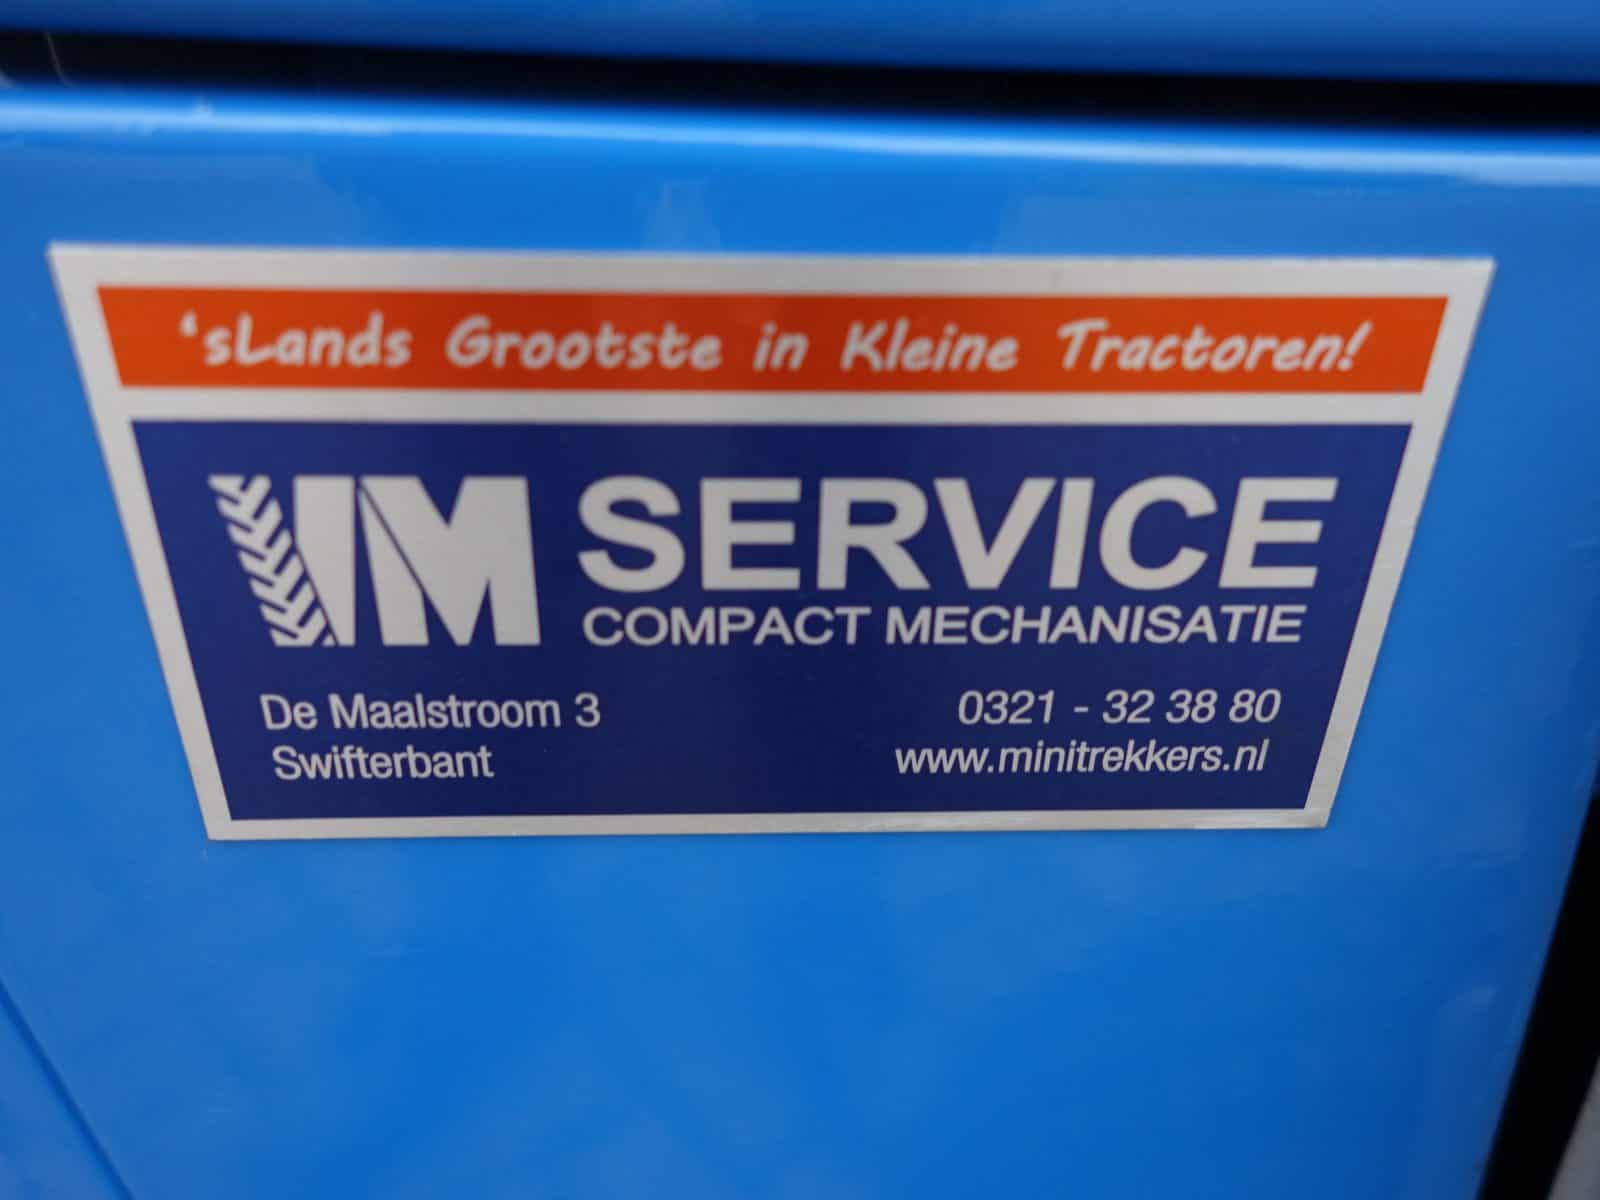 ‘sLands Grootste in Kleine Tractoren!
IM SERVICE
COMPACT MECHANISATIE
De Maalstroom 3
0321 - 32 38 80
Swifterbant
www.minitrekkers.nl